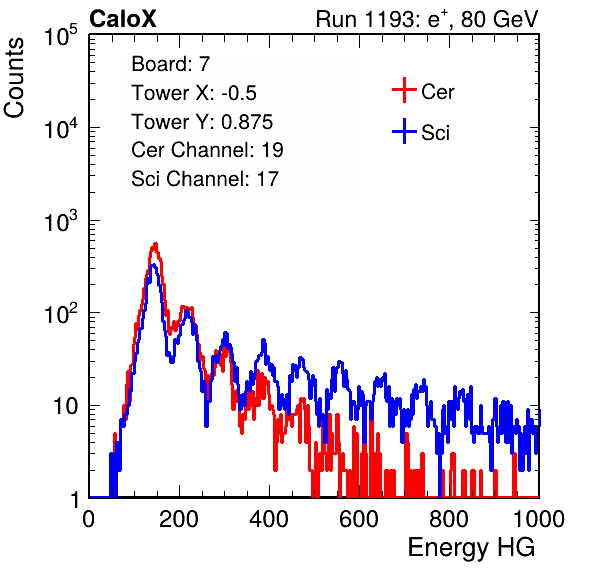 CaloX Run 1193: e⁺, 80 GeV
Counts
Board: 7
Tower X: -0.5
Tower Y: 0.875
Cer Channel: 19
Sci Channel: 17
Cer
Sci
10⁵
10⁴
10³
10²
10
1
0 200 400 600 800 1000
Energy HG